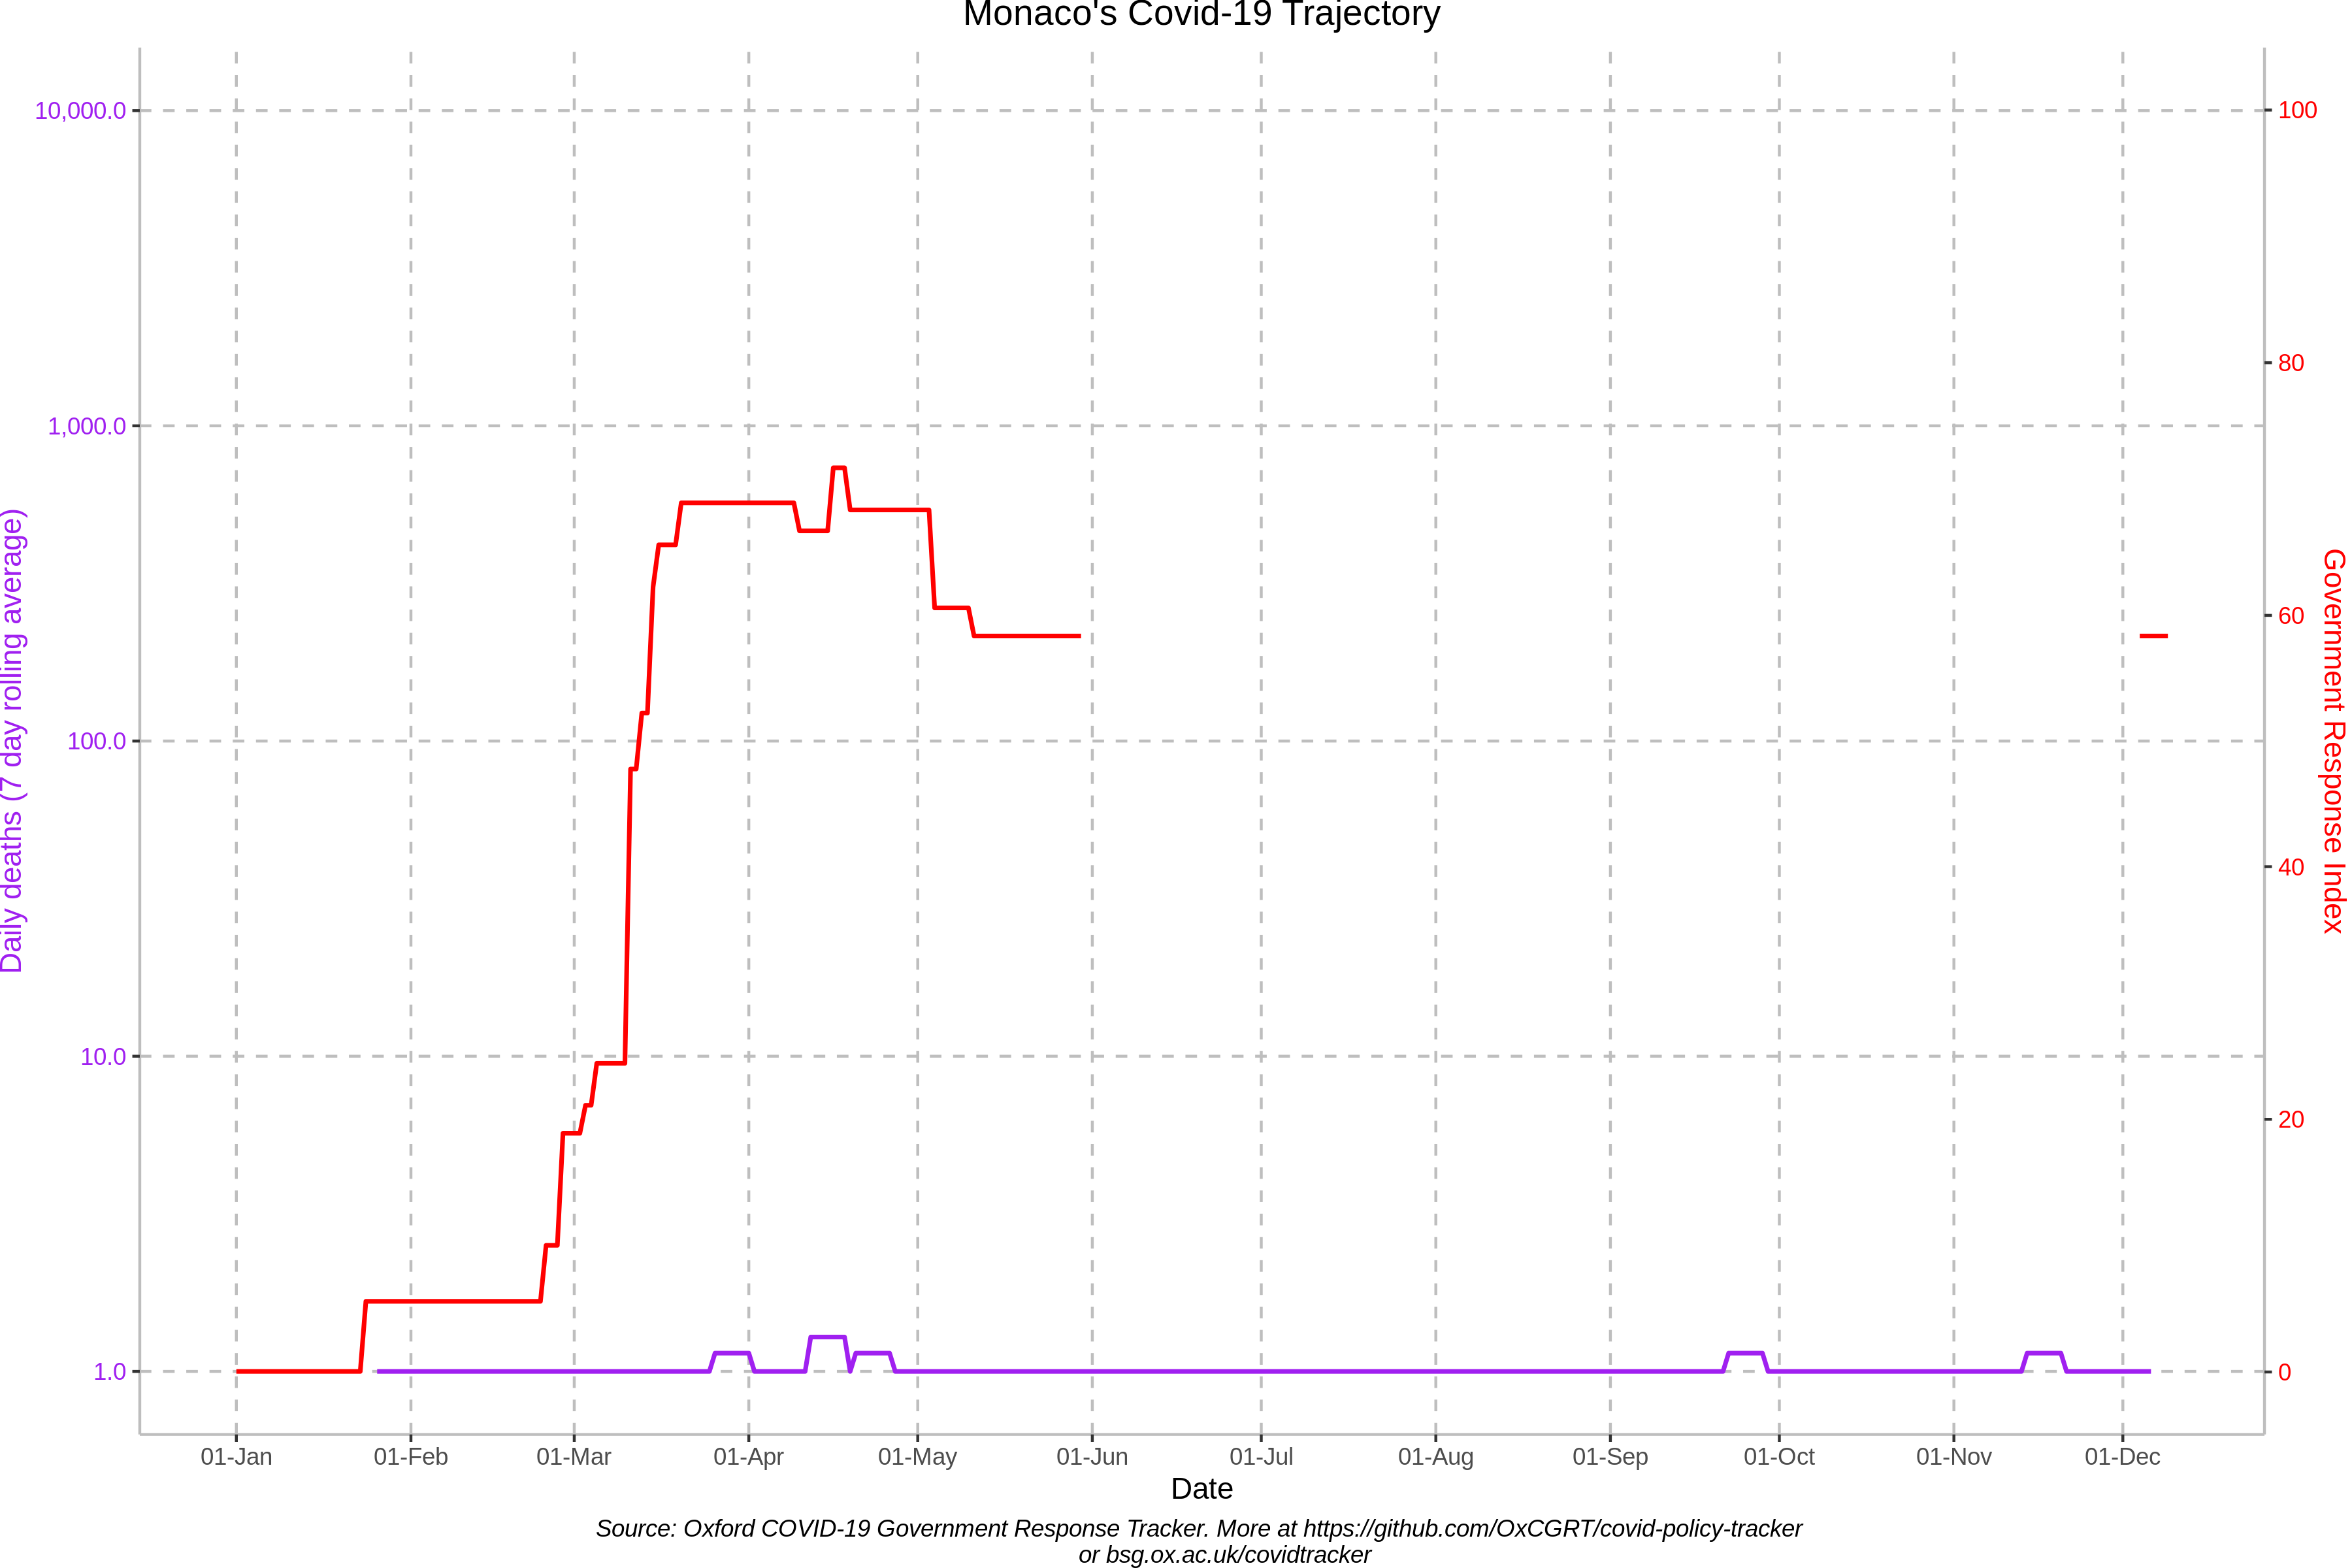 Monaco's Covid-19 Trajectory
10,000.0
1,000.0
100.0
10.0
1.0
Daily deaths (7 day rolling average)
100
80
60
40
20
0
Government Response Index
01-Jan 01-Feb 01-Mar 01-Apr 01-May 01-Jun 01-Jul 01-Aug 01-Sep 01-Oct 01-Nov 01-Dec
Date
Source: Oxford COVID-19 Government Response Tracker. More at https://github.com/OxCGRT/covid-policy-tracker
or bsg.ox.ac.uk/covidtracker